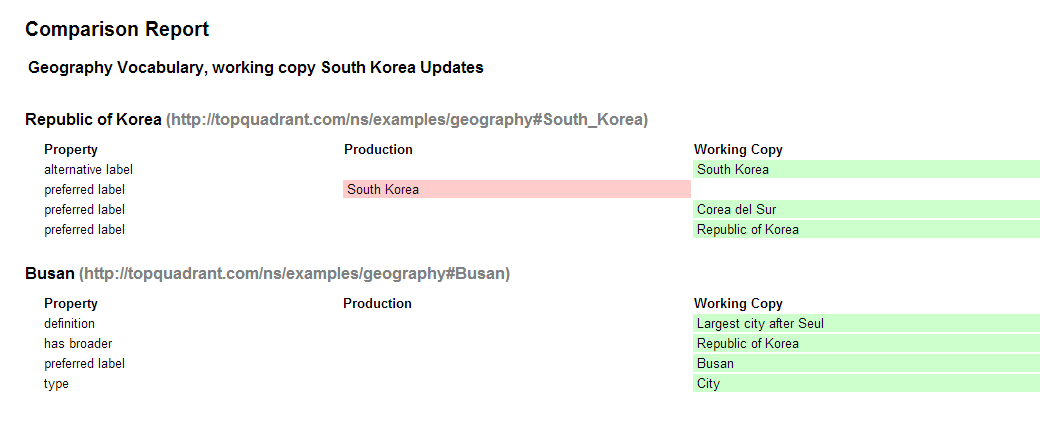 Comparison Report
Geography Vocabulary, working copy South Korea Updates
Republic of Korea (http://topquadrant.com/ns/examples/geography#South_Korea)
Property Production Working Copy
alternative label South Korea
preferred label South Korea
preferred label Corea del Sur
preferred label Republic of Korea
Busan (http://topquadrant.com/ns/examples/geography#Busan)
Property Production Working Copy
definition Largest city after Seul
has broader Republic of Korea
preferred label Busan
type City